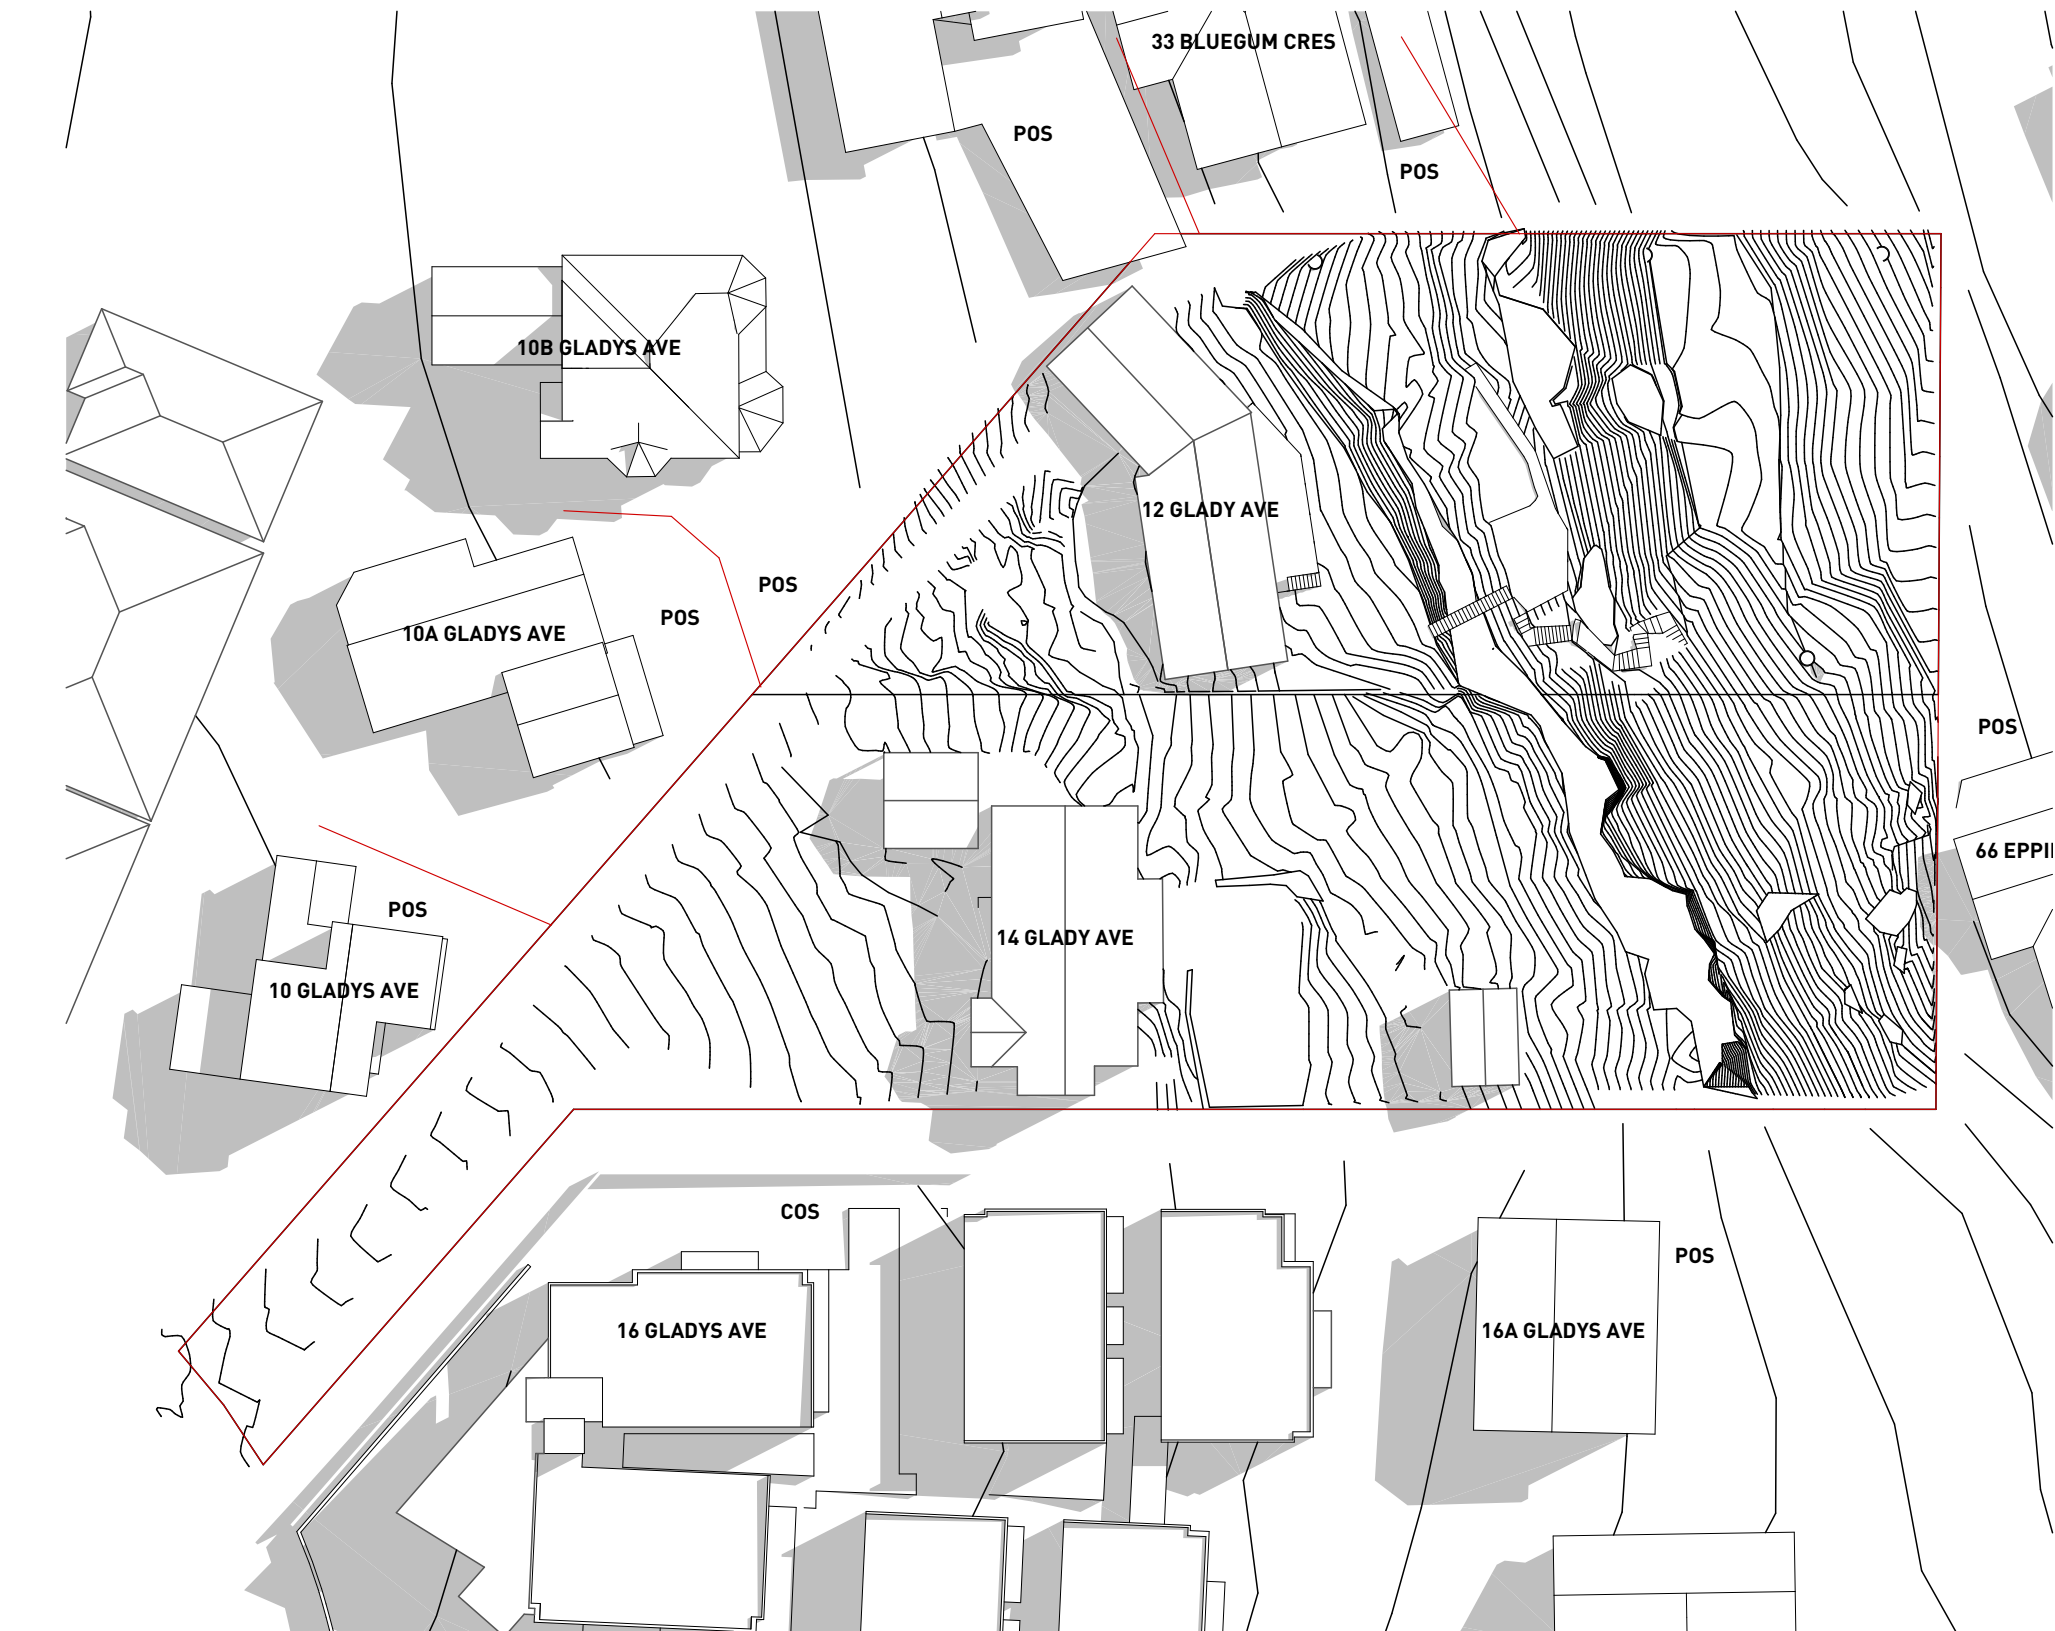 33 BLUEGUM CRES
POS
POS
10B GLADYS AVE
12 GLADY AVE
POS
POS
10A GLADYS AVE
POS
66 EPPI
POS
14 GLADY AVE
10 GLADYS AVE
COS
POS
16 GLADYS AVE
16A GLADYS AVE